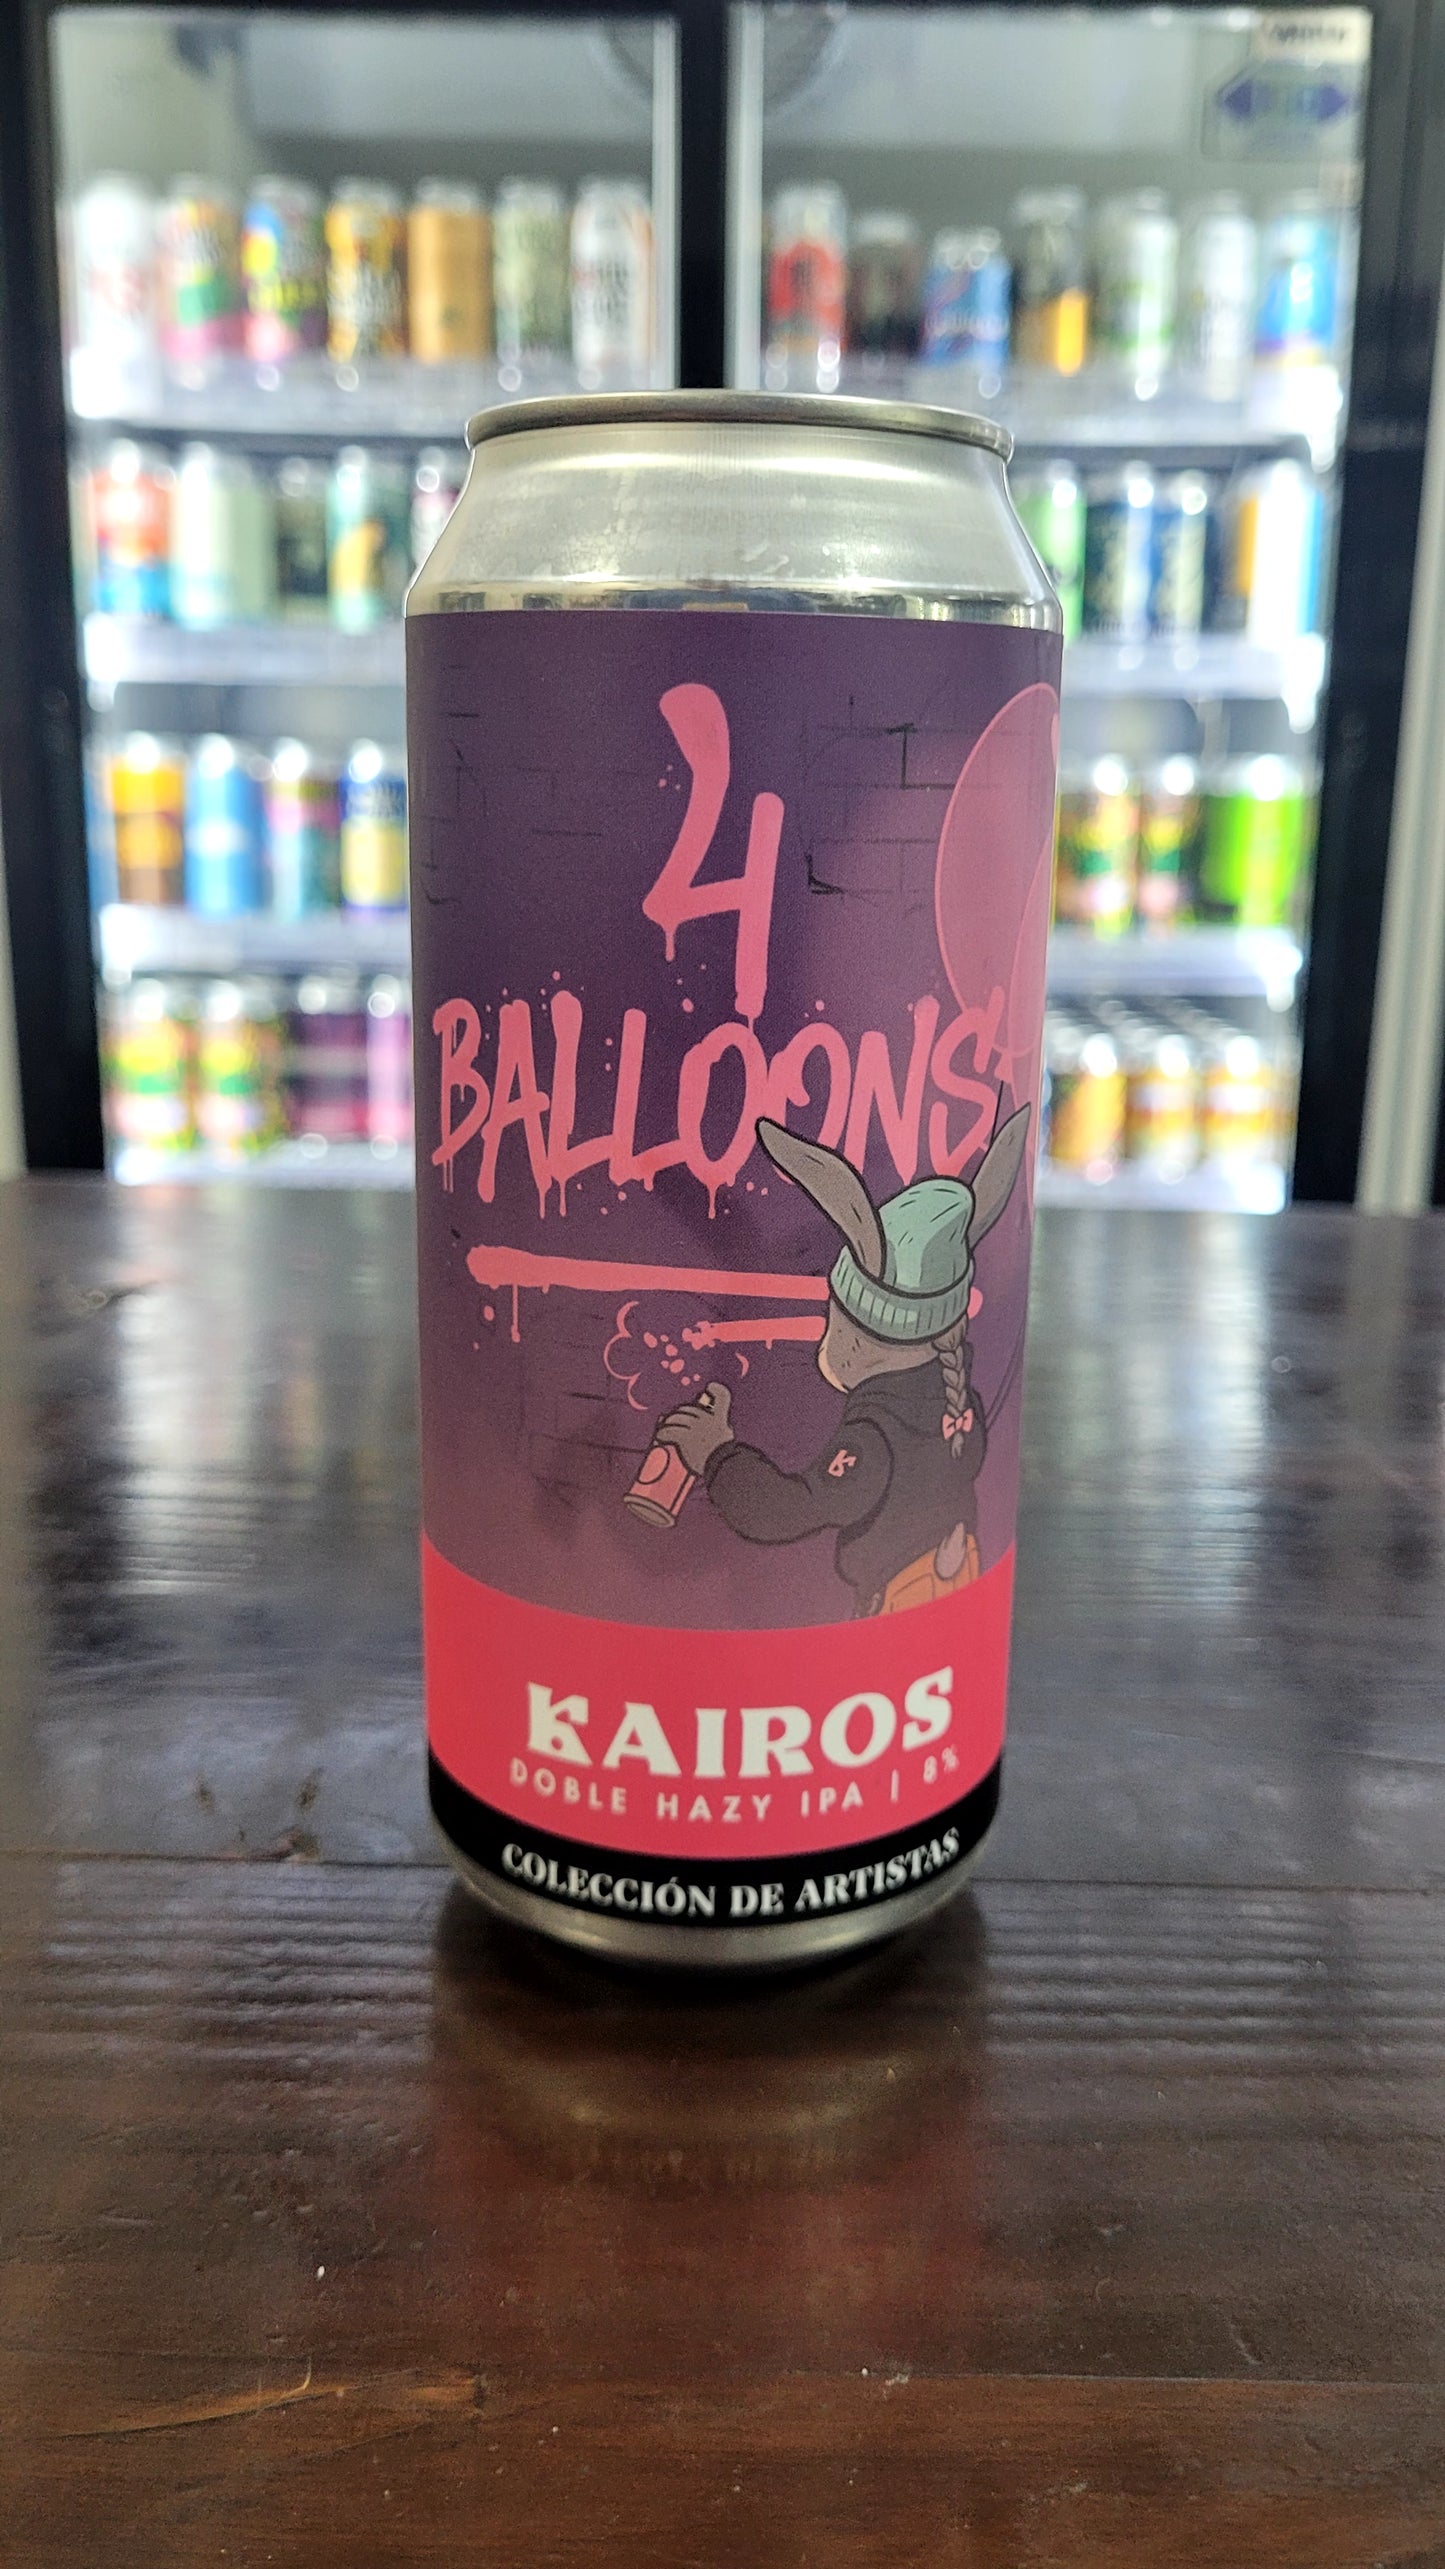 4
BALLOONS
KAIROS
DOBLE HAZY IPA | 8%
COLECCIÓN DE ARTISTAS